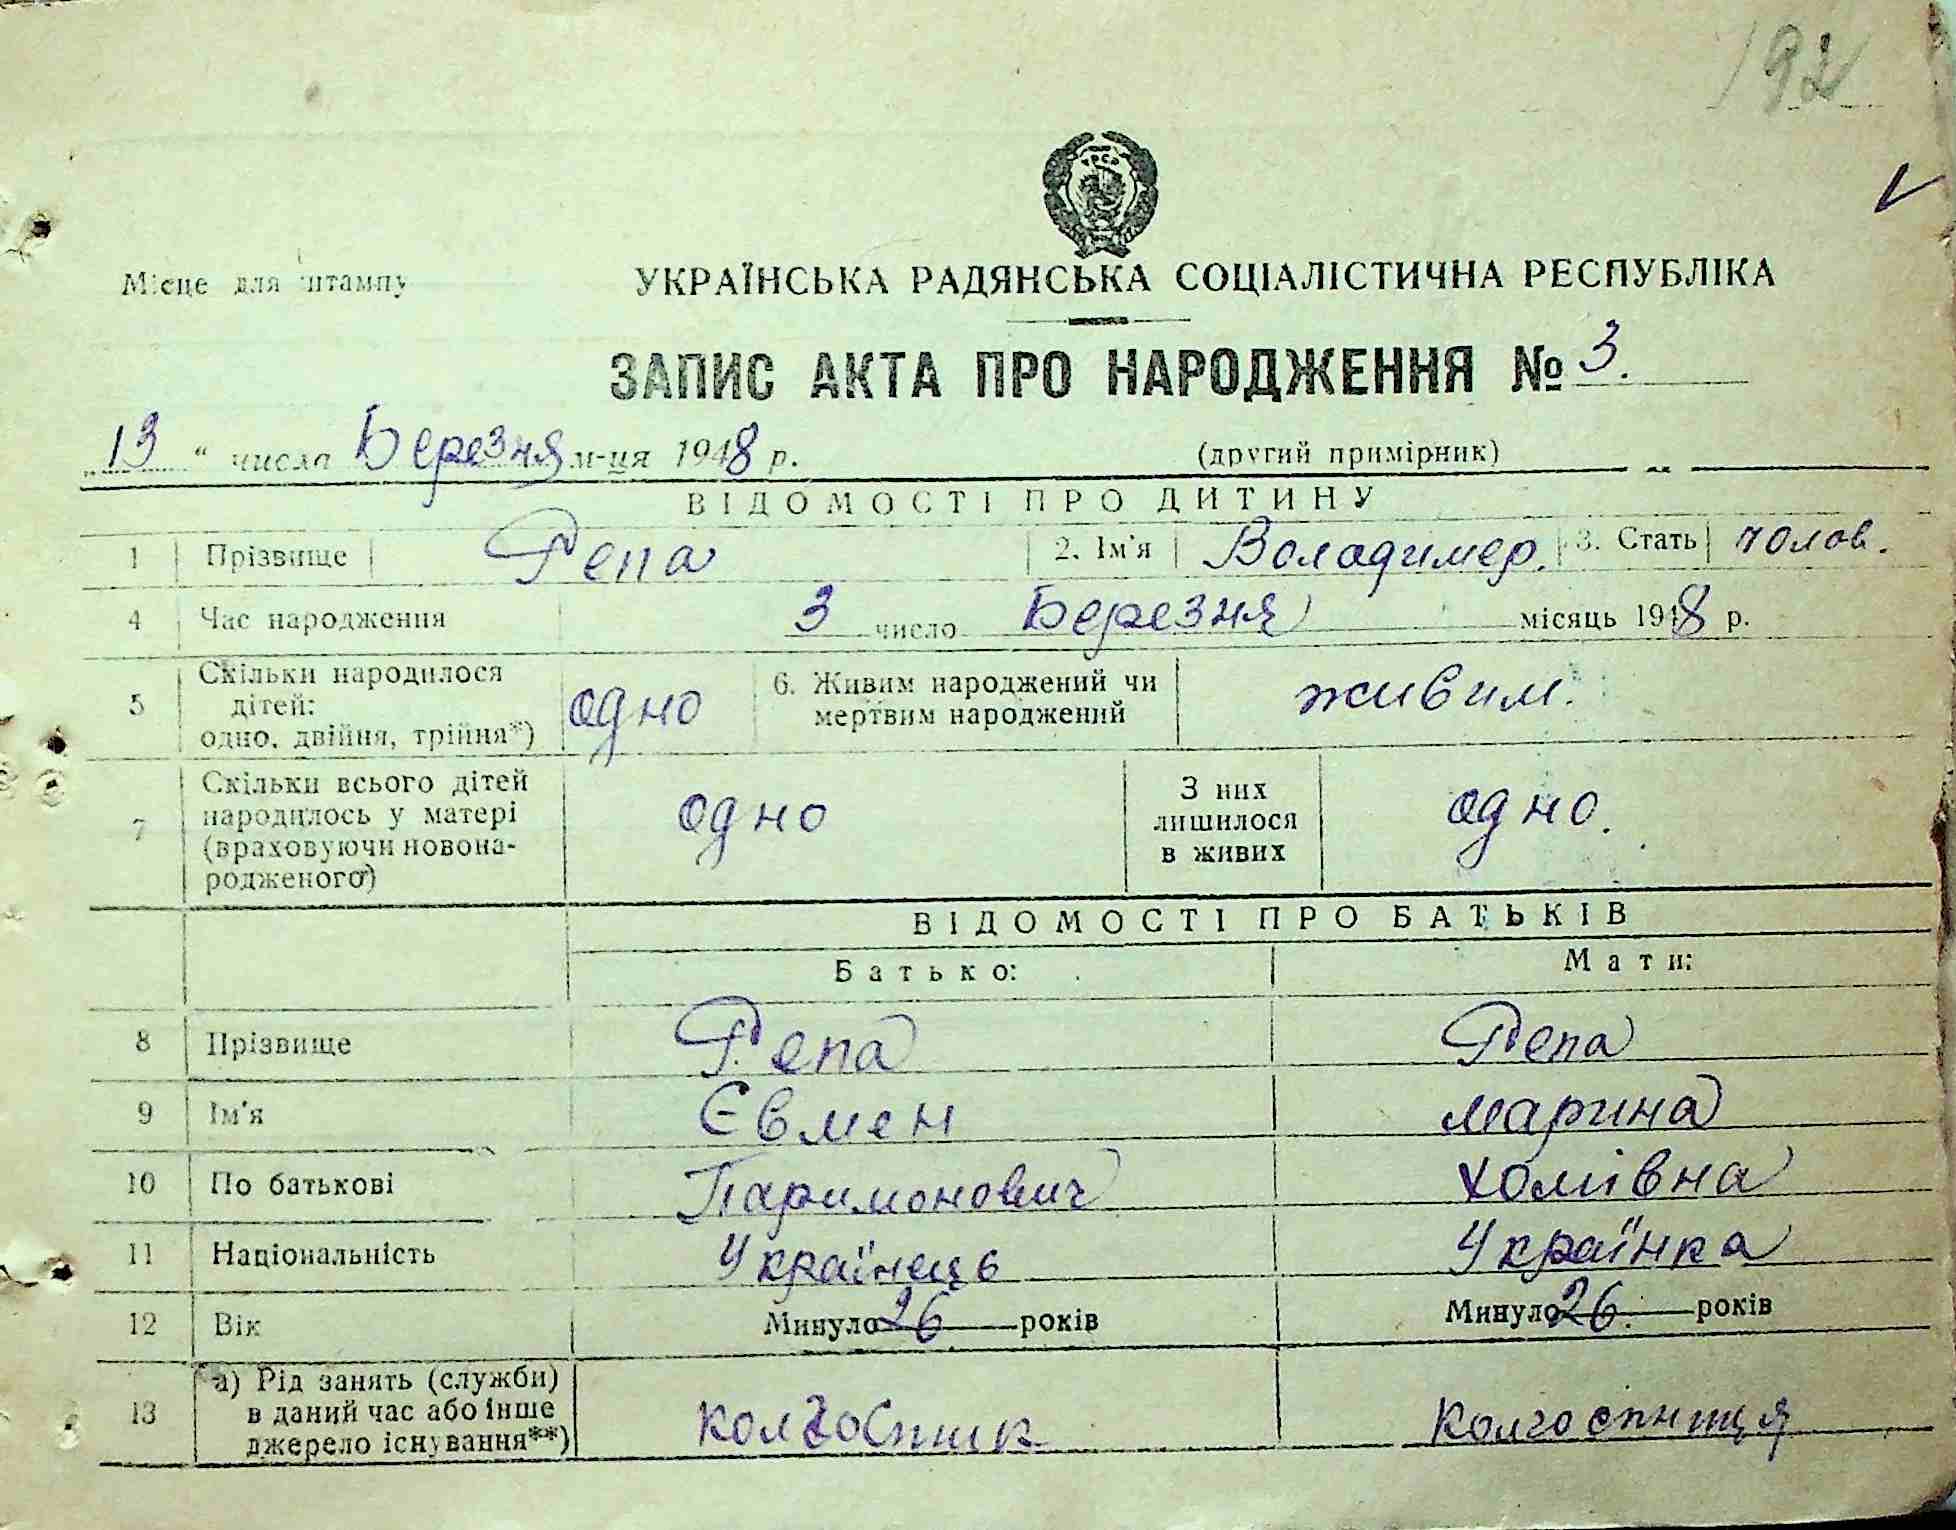 192
УРСР
Місце для штампу
УКРАЇНСЬКА РАДЯНСЬКА СОЦІАЛІСТИЧНА РЕСПУБЛІКА
ЗАПИС АКТА ПРО НАРОДЖЕННЯ № 3.
„13“ числа Березня м-ця 1948 р. (другий примірник)
ВІДОМОСТІ ПРО ДИТИНУ
1 Прізвище Репа 2. Ім'я Володимер. 3. Стать чолов.
4 Час народження 3 число Березня місяць 1948 р.
5 Скільки народилося дітей: одно, двійня, трійня*) одно 6. Живим народжений чи мертвим народжений живим.
7 Скільки всього дітей народилось у матері (враховуючи новонародженого) одно З них лишилося в живих одно.
ВІДОМОСТІ ПРО БАТЬКІВ
Батько: Мати:
8 Прізвище Репа Репа
9 Ім'я Євмен Марина
10 По батькові Паримонович Хомівна
11 Національність Українець Українка
12 Вік Минуло 26 років Минуло 26. років
13 а) Рід занять (служби) в даний час або інше джерело існування**) колгоспник колгоспниця